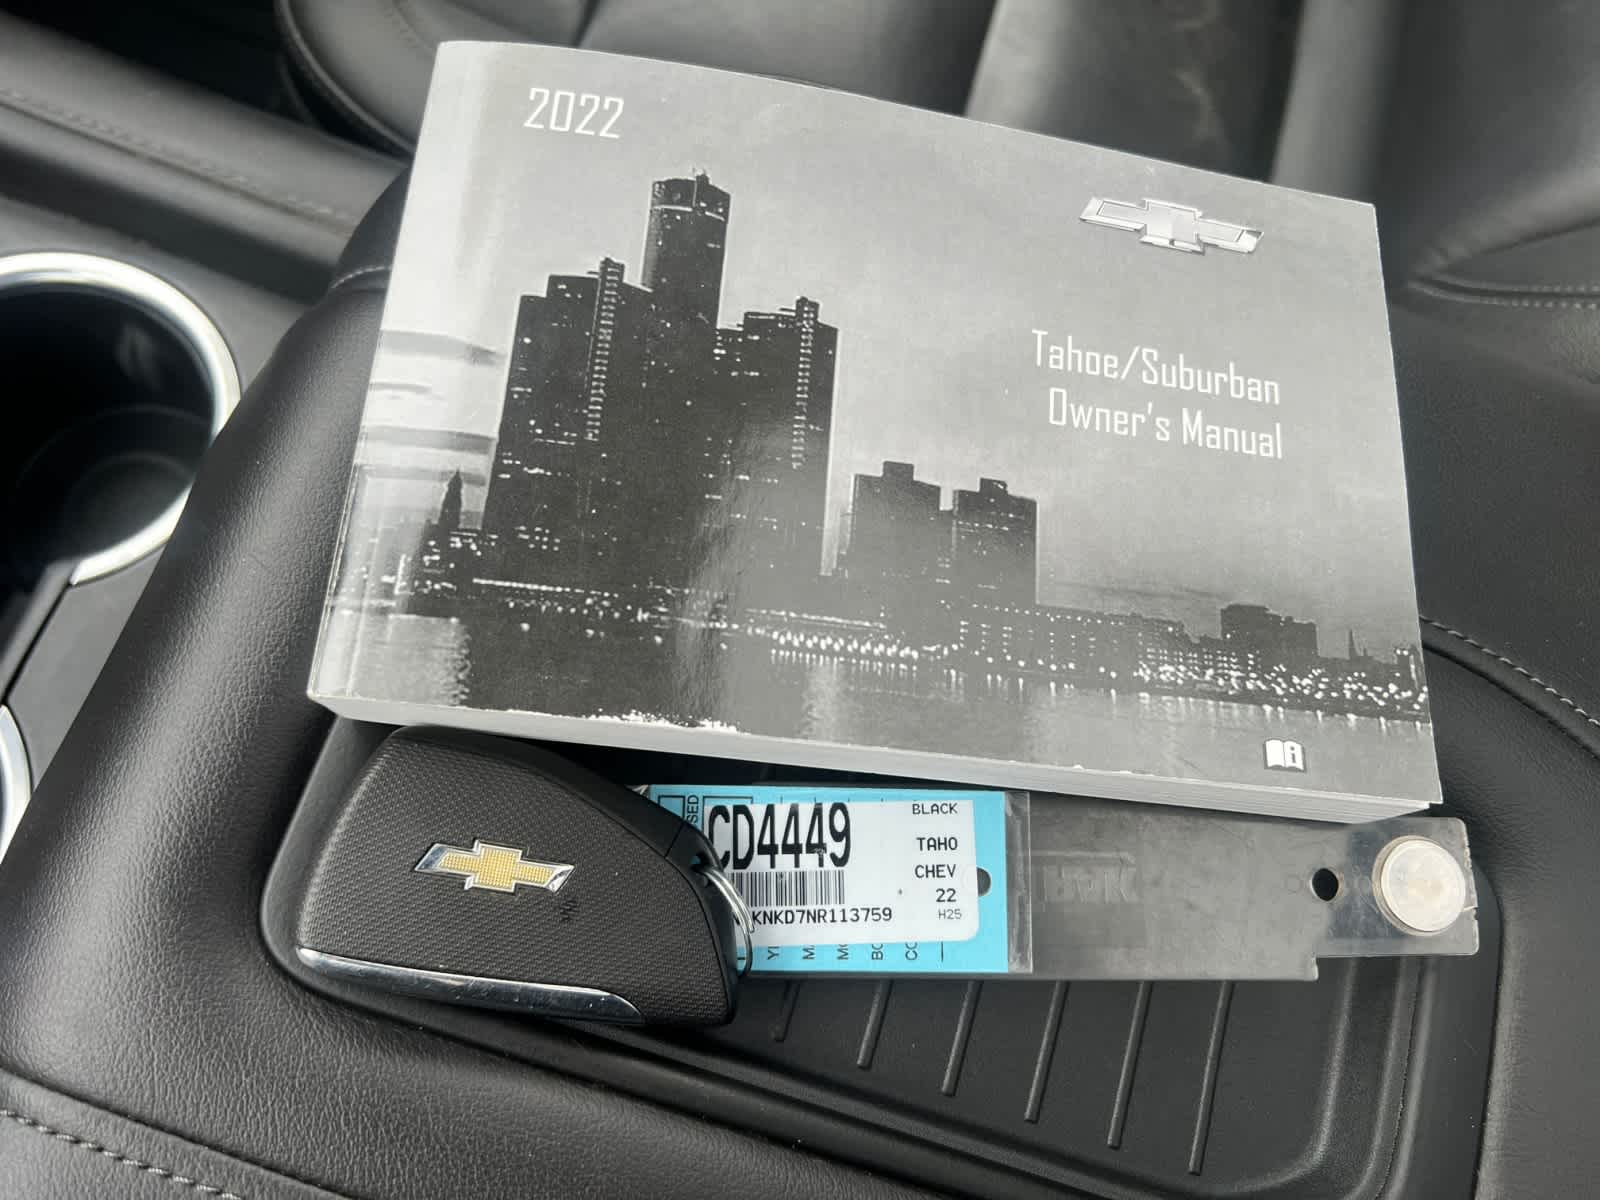 2022
Tahoe/Suburban
Owner's Manual
CD4449
BLACK
TAHO
CHEV
22
KNKD7NR113759
H25